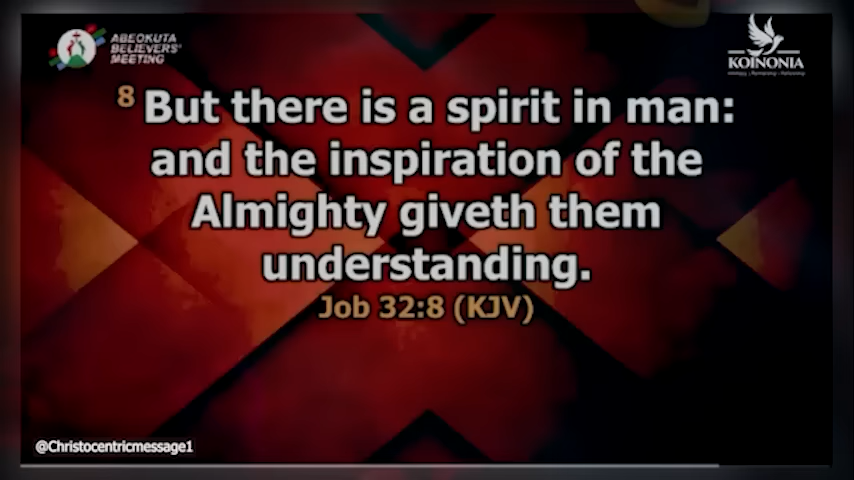 ABEOKUTA
BELIEVERS'
MEETING
KOINONIA
8 But there is a spirit in man:
and the inspiration of the
Almighty giveth them
understanding.
Job 32:8 (KJV)
@Christocentricmessage1